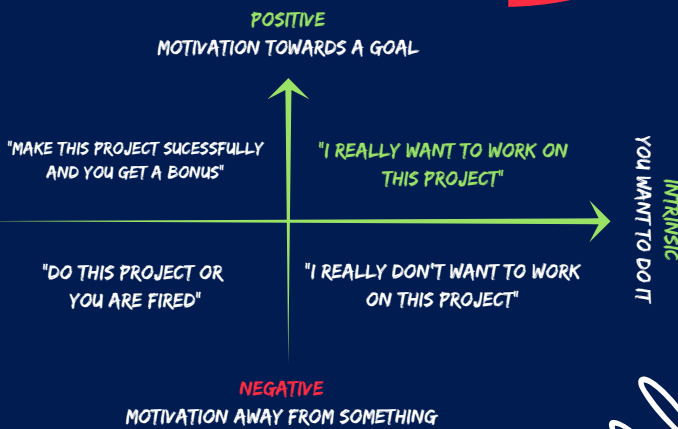 POSITIVE
MOTIVATION TOWARDS A GOAL
"MAKE THIS PROJECT SUCESSFULLY
AND YOU GET A BONUS"
"I REALLY WANT TO WORK ON
THIS PROJECT"
INTRINSIC
YOU WANT TO DO IT
"DO THIS PROJECT OR
YOU ARE FIRED"
"I REALLY DON'T WANT TO WORK
ON THIS PROJECT"
NEGATIVE
MOTIVATION AWAY FROM SOMETHING